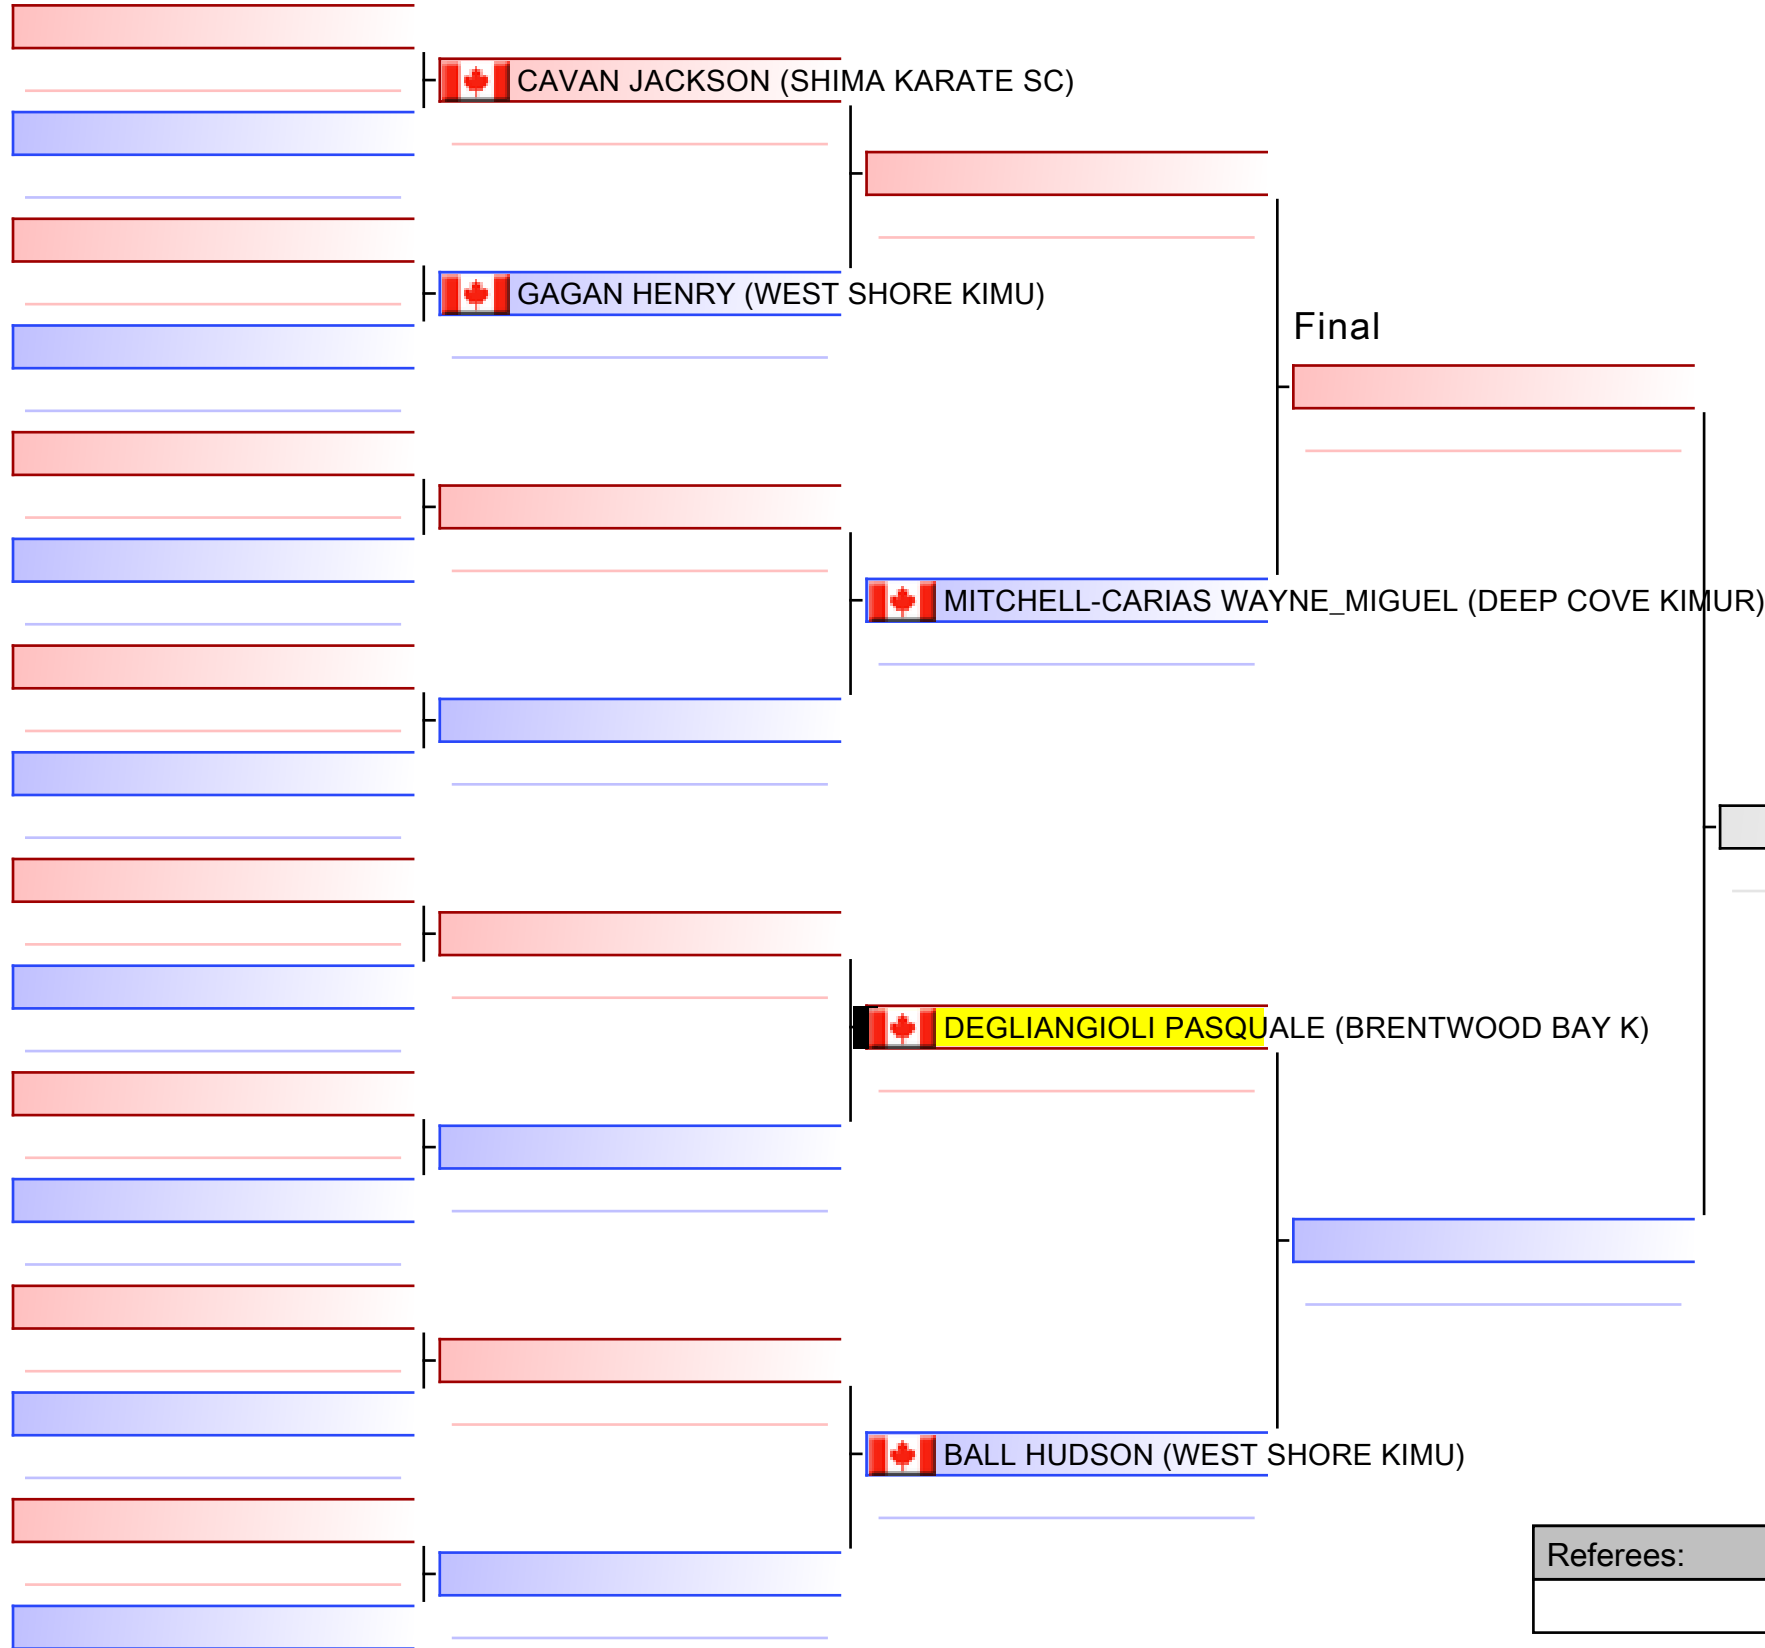 CAVAN JACKSON (SHIMA KARATE SC)
GAGAN HENRY (WEST SHORE KIMU)
Final
MITCHELL-CARIAS WAYNE_MIGUEL (DEEP COVE KIMUR)
DEGLIANGIOLI PASQUALE (BRENTWOOD BAY K)
BALL HUDSON (WEST SHORE KIMU)
Referees: